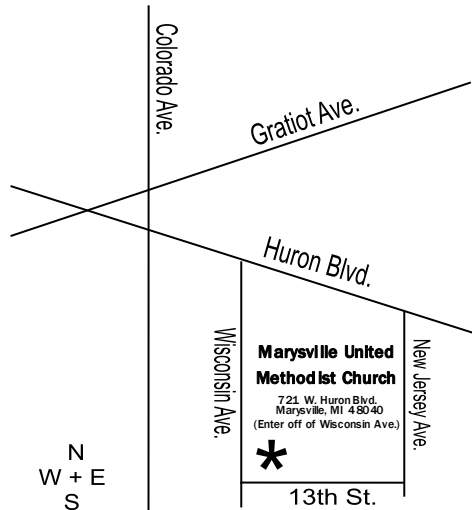 Colorado Ave.
Gratiot Ave.
Huron Blvd.
Wisconsin Ave.
Marysville United
Methodist Church
721 W. Huron Blvd.
Marysville, MI 48040
(Enter off of Wisconsin Ave.)
*
New Jersey Ave.
13th St.
N
W + E
S